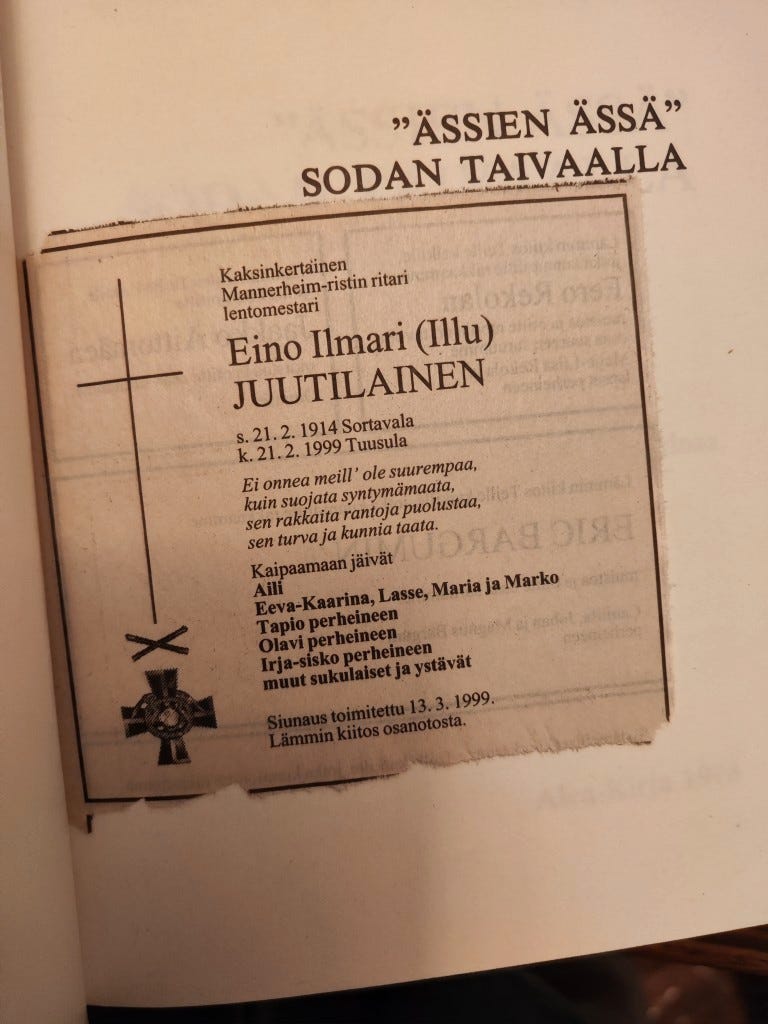 ”ÄSSIEN ÄSSÄ”
SODAN TAIVAALLA
Kaksinkertainen
Mannerheim-ristin ritari
lentomestari
Eino Ilmari (Illu)
JUUTILAINEN
s. 21. 2. 1914 Sortavala
k. 21. 2. 1999 Tuusula
Ei onnea meill’ ole suurempaa,
kuin suojata syntymämaata,
sen rakkaita rantoja puolustaa,
sen turva ja kunnia taata.
Kaipaamaan jäivät
Aili
Eeva-Kaarina, Lasse, Maria ja Marko
Tapio perheineen
Olavi perheineen
Irja-sisko perheineen
muut sukulaiset ja ystävät
Siunaus toimitettu 13. 3. 1999.
Lämmin kiitos osanotosta.